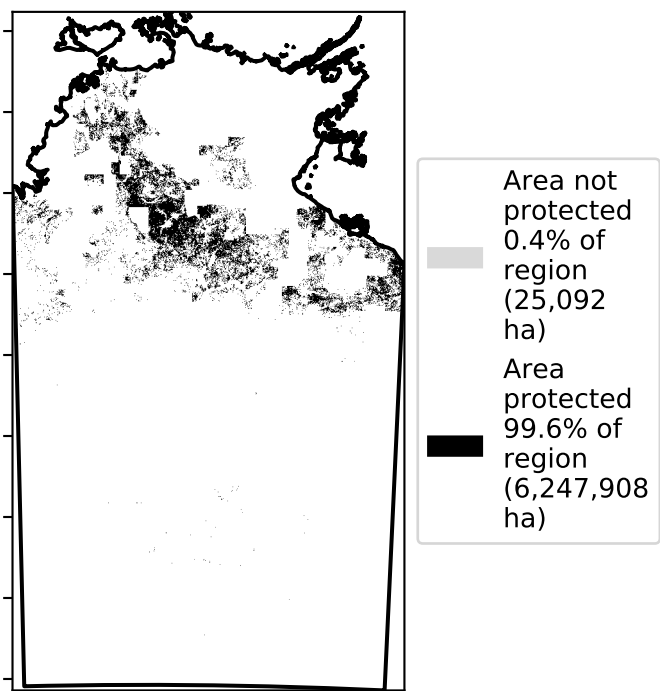 Area not
protected
0.4% of
region
(25,092
ha)
Area
protected
99.6% of
region
(6,247,908
ha)